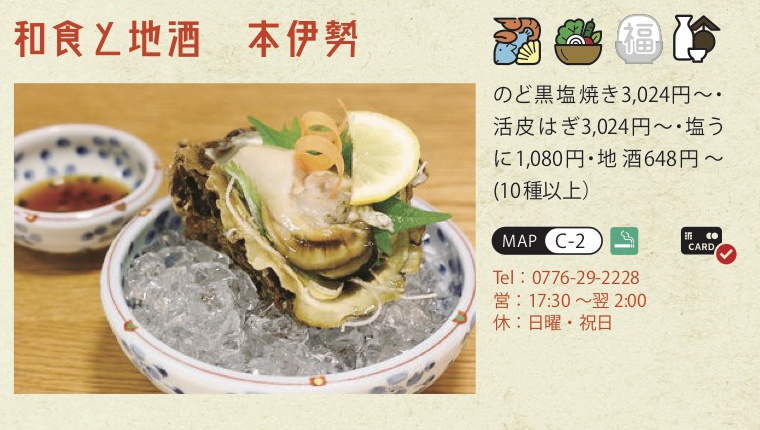 和食と地酒　本伊勢
福
のど黒塩焼き3,024円～・
活皮はぎ3,024円～・塩う
に1,080円・地酒648円～
(10種以上）
MAP C-2
CARD
Tel：0776-29-2228
営：17:30 ～翌 2:00
休：日曜・祝日